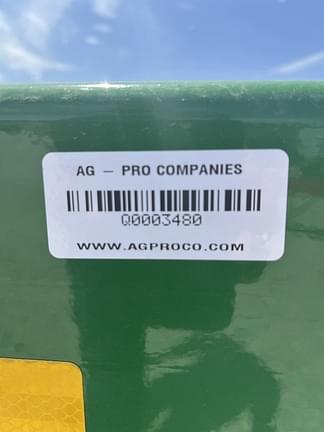 AG – PRO COMPANIES
Q0003480
WWW.AGPROCO.COM